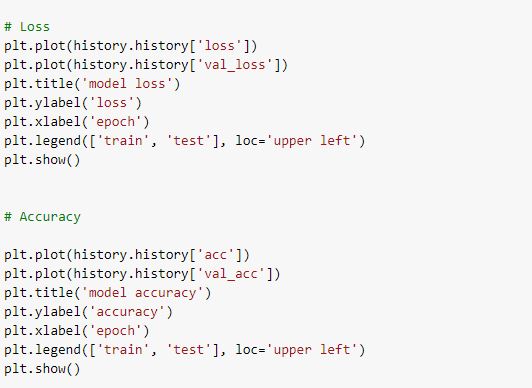 # Loss
plt.plot(history.history['loss'])
plt.plot(history.history['val_loss'])
plt.title('model loss')
plt.ylabel('loss')
plt.xlabel('epoch')
plt.legend(['train', 'test'], loc='upper left')
plt.show()
# Accuracy
plt.plot(history.history['acc'])
plt.plot(history.history['val_acc'])
plt.title('model accuracy')
plt.ylabel('accuracy')
plt.xlabel('epoch')
plt.legend(['train', 'test'], loc='upper left')
plt.show()